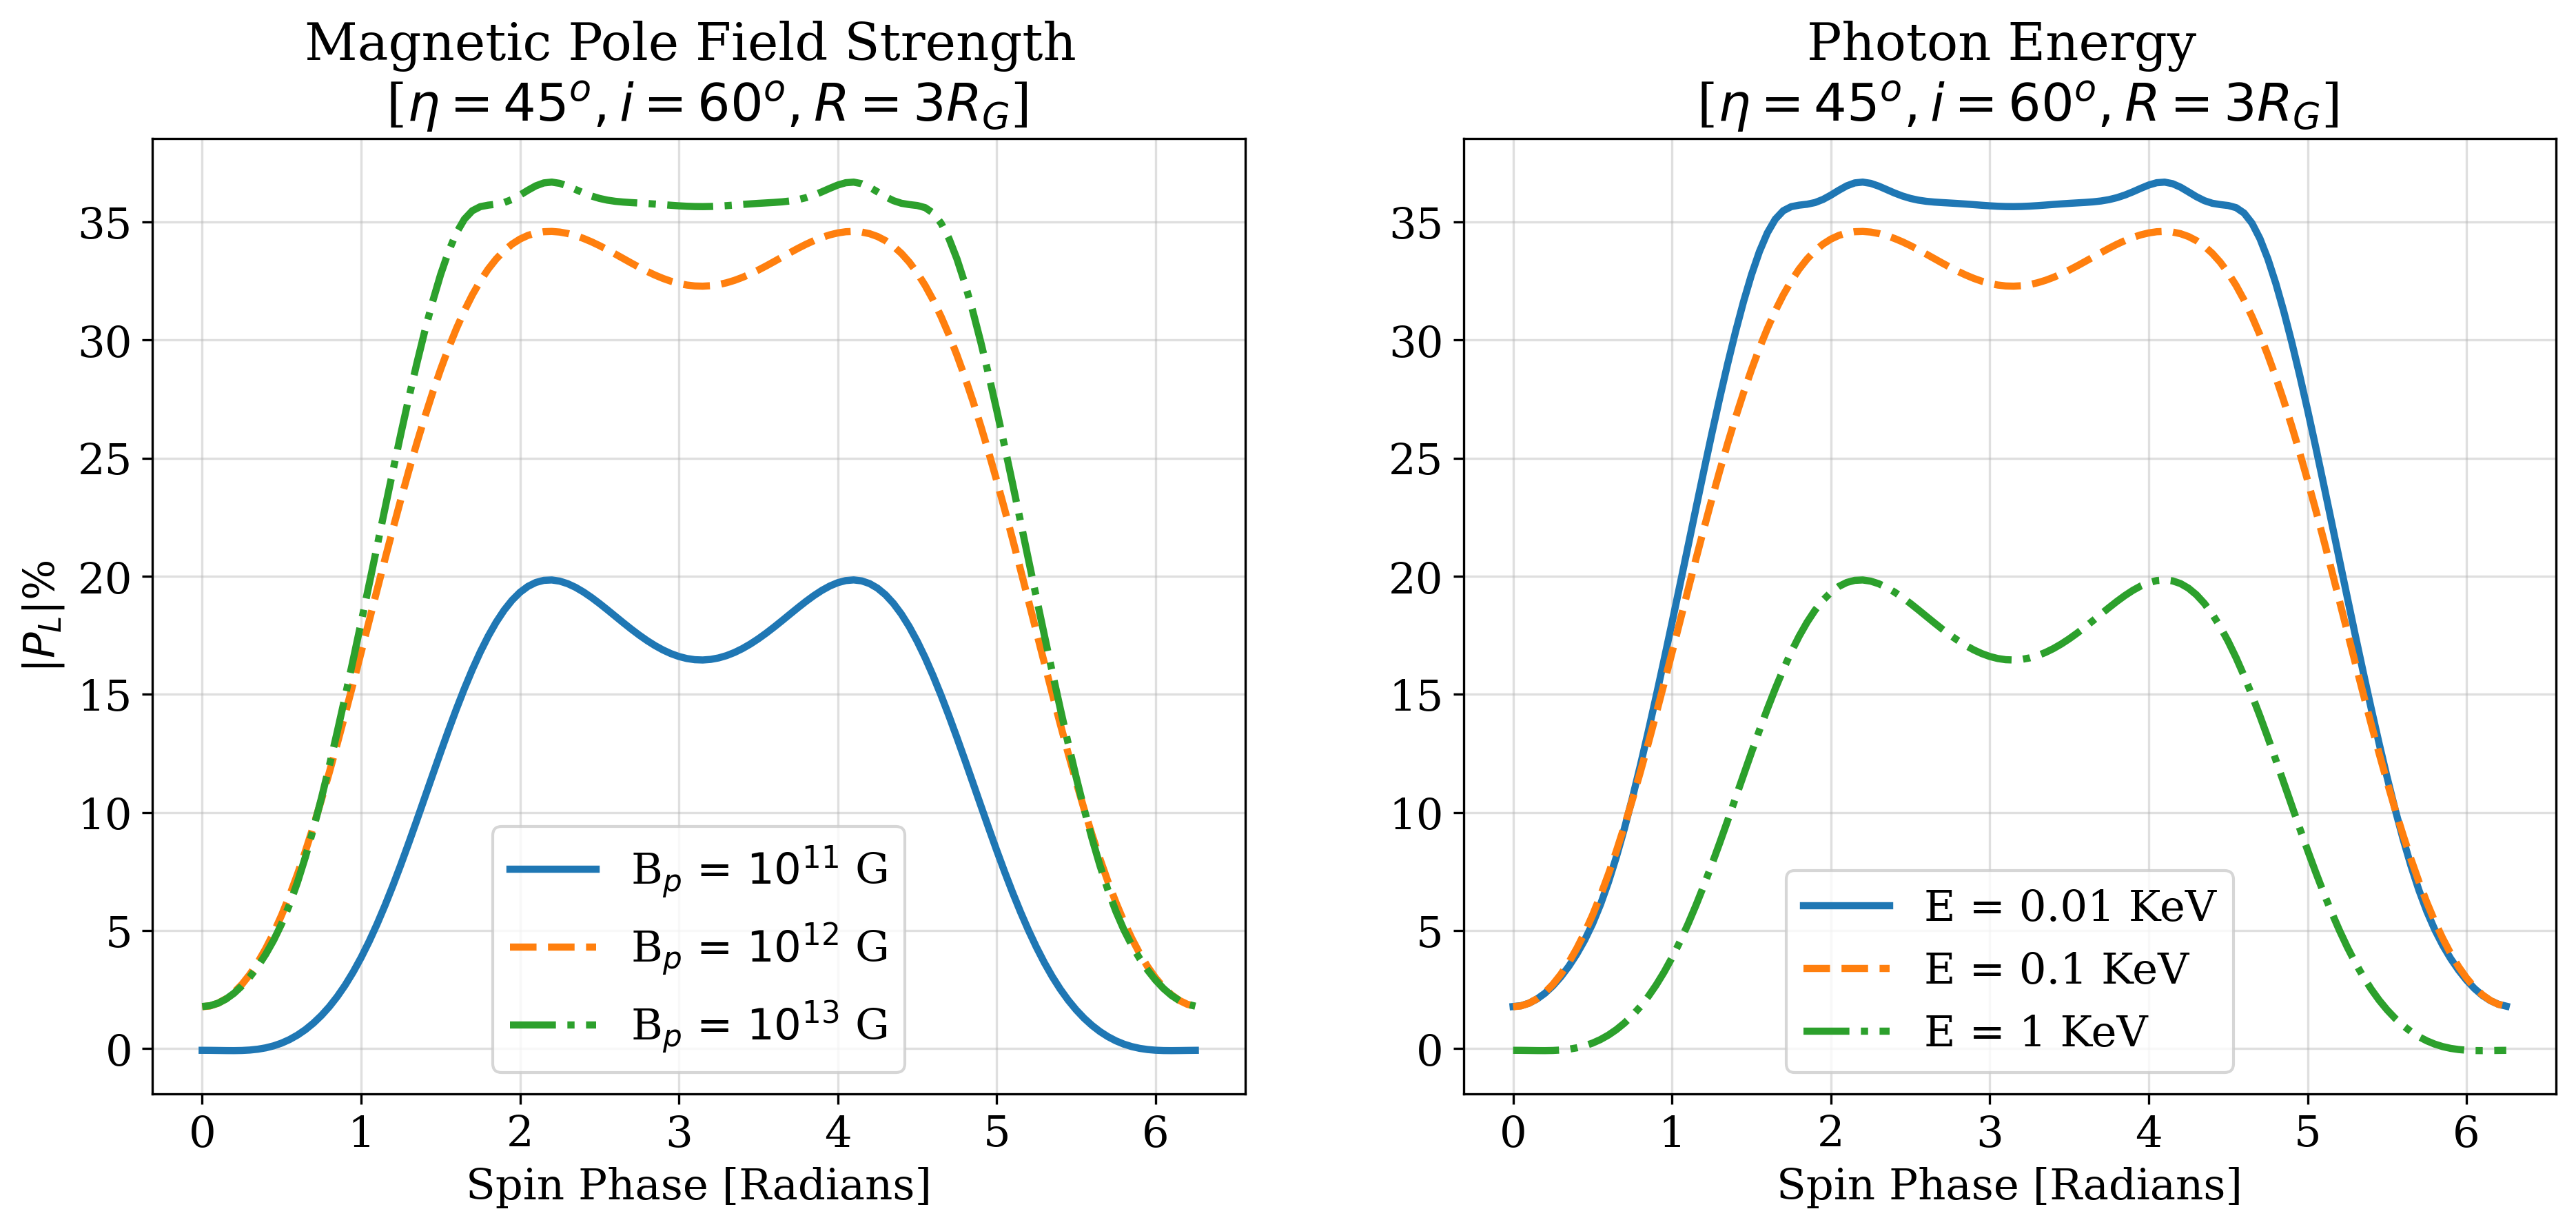 Magnetic Pole Field Strength
[η = 45°, i = 60°, R = 3R_G]
|P_L|%
35
30
25
20
15
10
5
0
B_p = 10^11 G
B_p = 10^12 G
B_p = 10^13 G
0 1 2 3 4 5 6
Spin Phase [Radians]
Photon Energy
[η = 45°, i = 60°, R = 3R_G]
35
30
25
20
15
10
5
0
E = 0.01 KeV
E = 0.1 KeV
E = 1 KeV
0 1 2 3 4 5 6
Spin Phase [Radians]